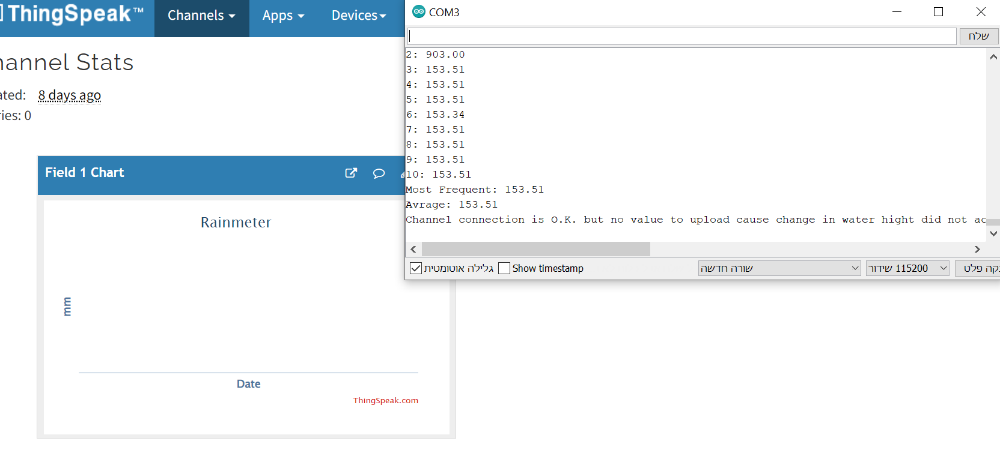 ThingSpeak™
Channels
Apps
Devices
hannel Stats
ated: 8 days ago
ries: 0
Field 1 Chart
Rainmeter
mm
Date
ThingSpeak.com
COM3
שלח
2: 903.00
3: 153.51
4: 153.51
5: 153.51
6: 153.34
7: 153.51
8: 153.51
9: 153.51
10: 153.51
Most Frequent: 153.51
Avrage: 153.51
Channel connection is O.K. but no value to upload cause change in water hight did not ac
גלילה אוטומטית
Show timestamp
שורה חדשה
115200 שידור
נקה פלט